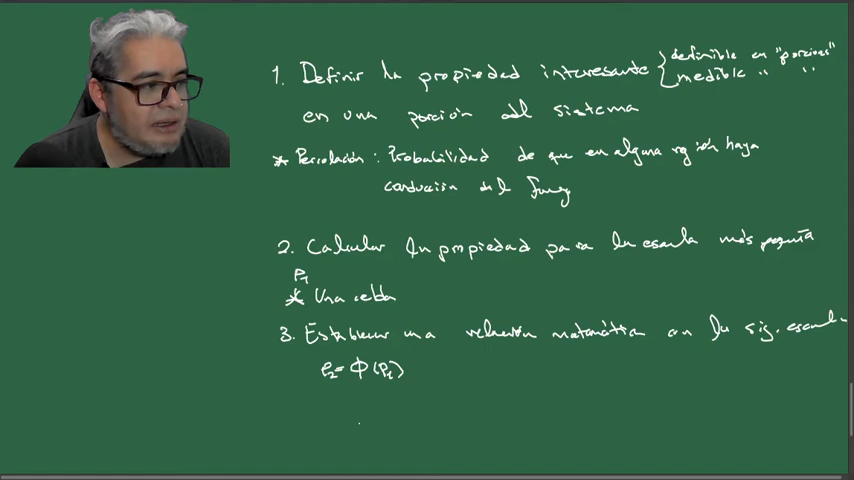 1. Definir la propiedad interesante { definible en "porciones"
medible " "
en una porción del sistema
* Percolación : Probabilidad de que en alguna región haya
conducción del fuego
2. Calcular la propiedad para la escala más pequeña
P₁
* Una celda
3. Establecer una relación matemática con la sig. escala
P₂ = Φ(P₁)